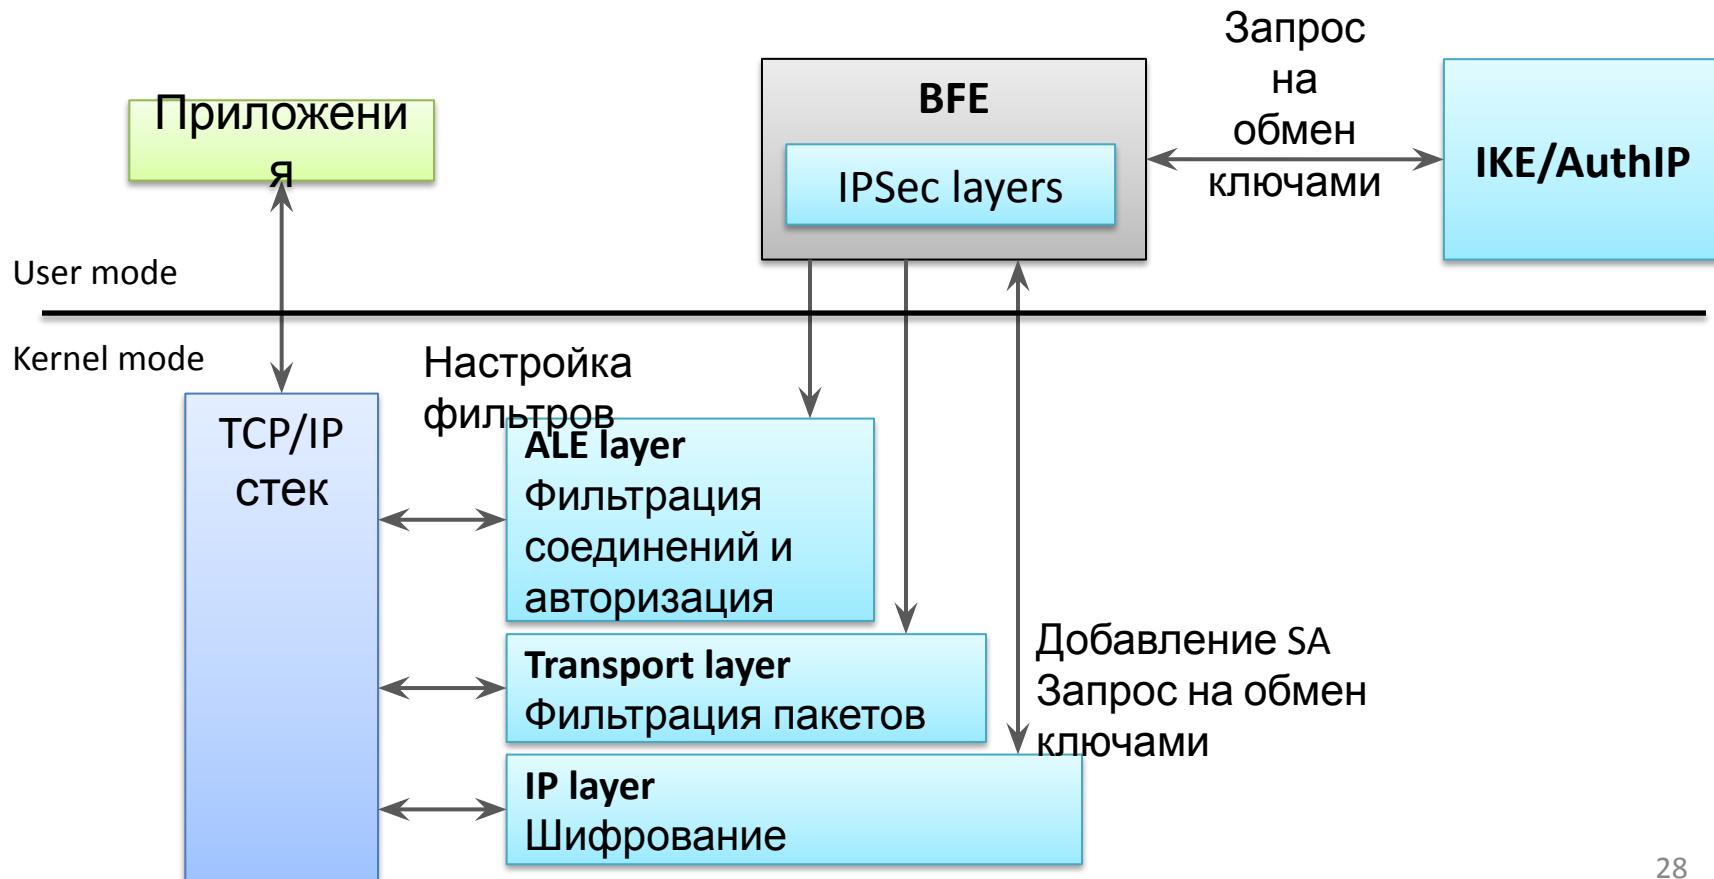 Запрос
на
обмен
ключами
BFE
IPSec layers
IKE/AuthIP
Приложени
я
User mode
Kernel mode
Настройка
фильтров
TCP/IP
стек
ALE layer
Фильтрация
соединений и
авторизация
Transport layer
Фильтрация пакетов
Добавление SA
Запрос на обмен
ключами
IP layer
Шифрование
28